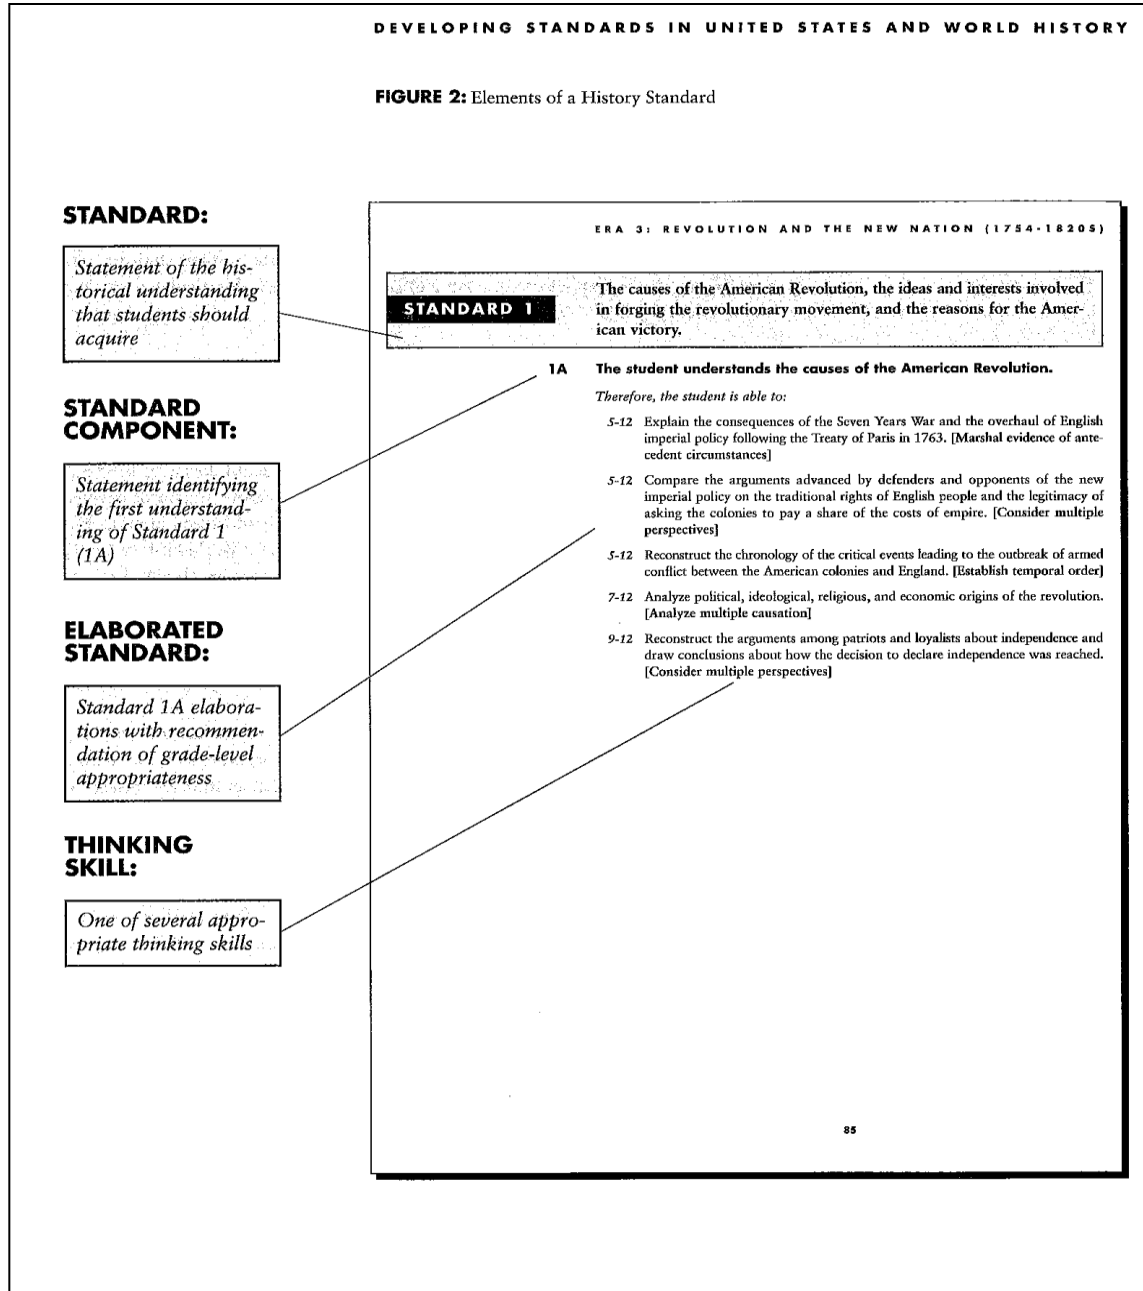 DEVELOPING STANDARDS IN UNITED STATES AND WORLD HISTORY
FIGURE 2: Elements of a History Standard
STANDARD:
Statement of the his-
torical understanding
that students should
acquire
STANDARD
COMPONENT:
Statement identifying
the first understand-
ing of Standard 1
(1A)
ELABORATED
STANDARD:
Standard 1A elabora-
tions with recommen-
dation of grade-level
appropriateness
THINKING
SKILL:
One of several appro-
priate thinking skills
ERA 3: REVOLUTION AND THE NEW NATION (1754-1820S)
STANDARD 1
The causes of the American Revolution, the ideas and interests involved
in forging the revolutionary movement, and the reasons for the Amer-
ican victory.
1A The student understands the causes of the American Revolution.
Therefore, the student is able to:
5-12 Explain the consequences of the Seven Years War and the overhaul of English
imperial policy following the Treaty of Paris in 1763. [Marshal evidence of ante-
cedent circumstances]
5-12 Compare the arguments advanced by defenders and opponents of the new
imperial policy on the traditional rights of English people and the legitimacy of
asking the colonies to pay a share of the costs of empire. [Consider multiple
perspectives]
5-12 Reconstruct the chronology of the critical events leading to the outbreak of armed
conflict between the American colonies and England. [Establish temporal order]
7-12 Analyze political, ideological, religious, and economic origins of the revolution.
[Analyze multiple causation]
9-12 Reconstruct the arguments among patriots and loyalists about independence and
draw conclusions about how the decision to declare independence was reached.
[Consider multiple perspectives]
85